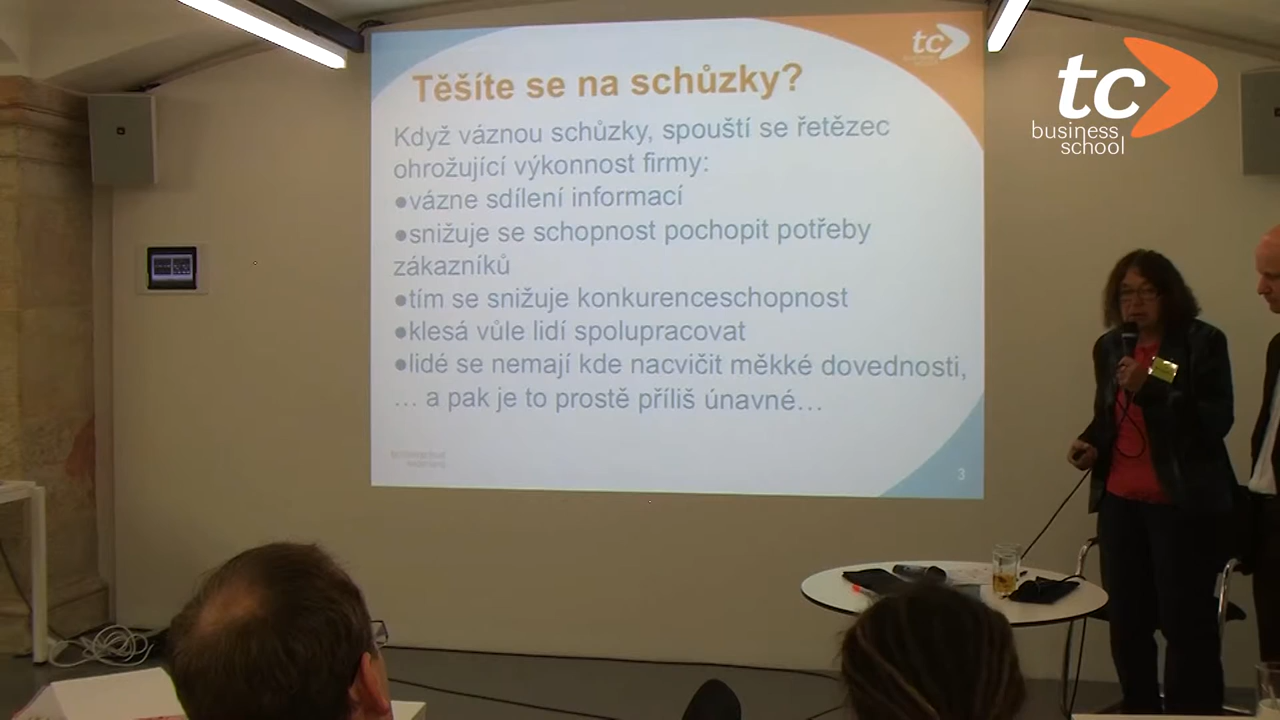 Těšíte se na schůzky?
Když váznou schůzky, spouští se řetězec
ohrožující výkonnost firmy:
●vázne sdílení informací
●snižuje se schopnost pochopit potřeby
zákazníků
●tím se snižuje konkurenceschopnost
●klesá vůle lidí spolupracovat
●lidé se nemají kde nacvičit měkké dovednosti,
… a pak je to prostě příliš únavné…
3
tc
tc
business
school